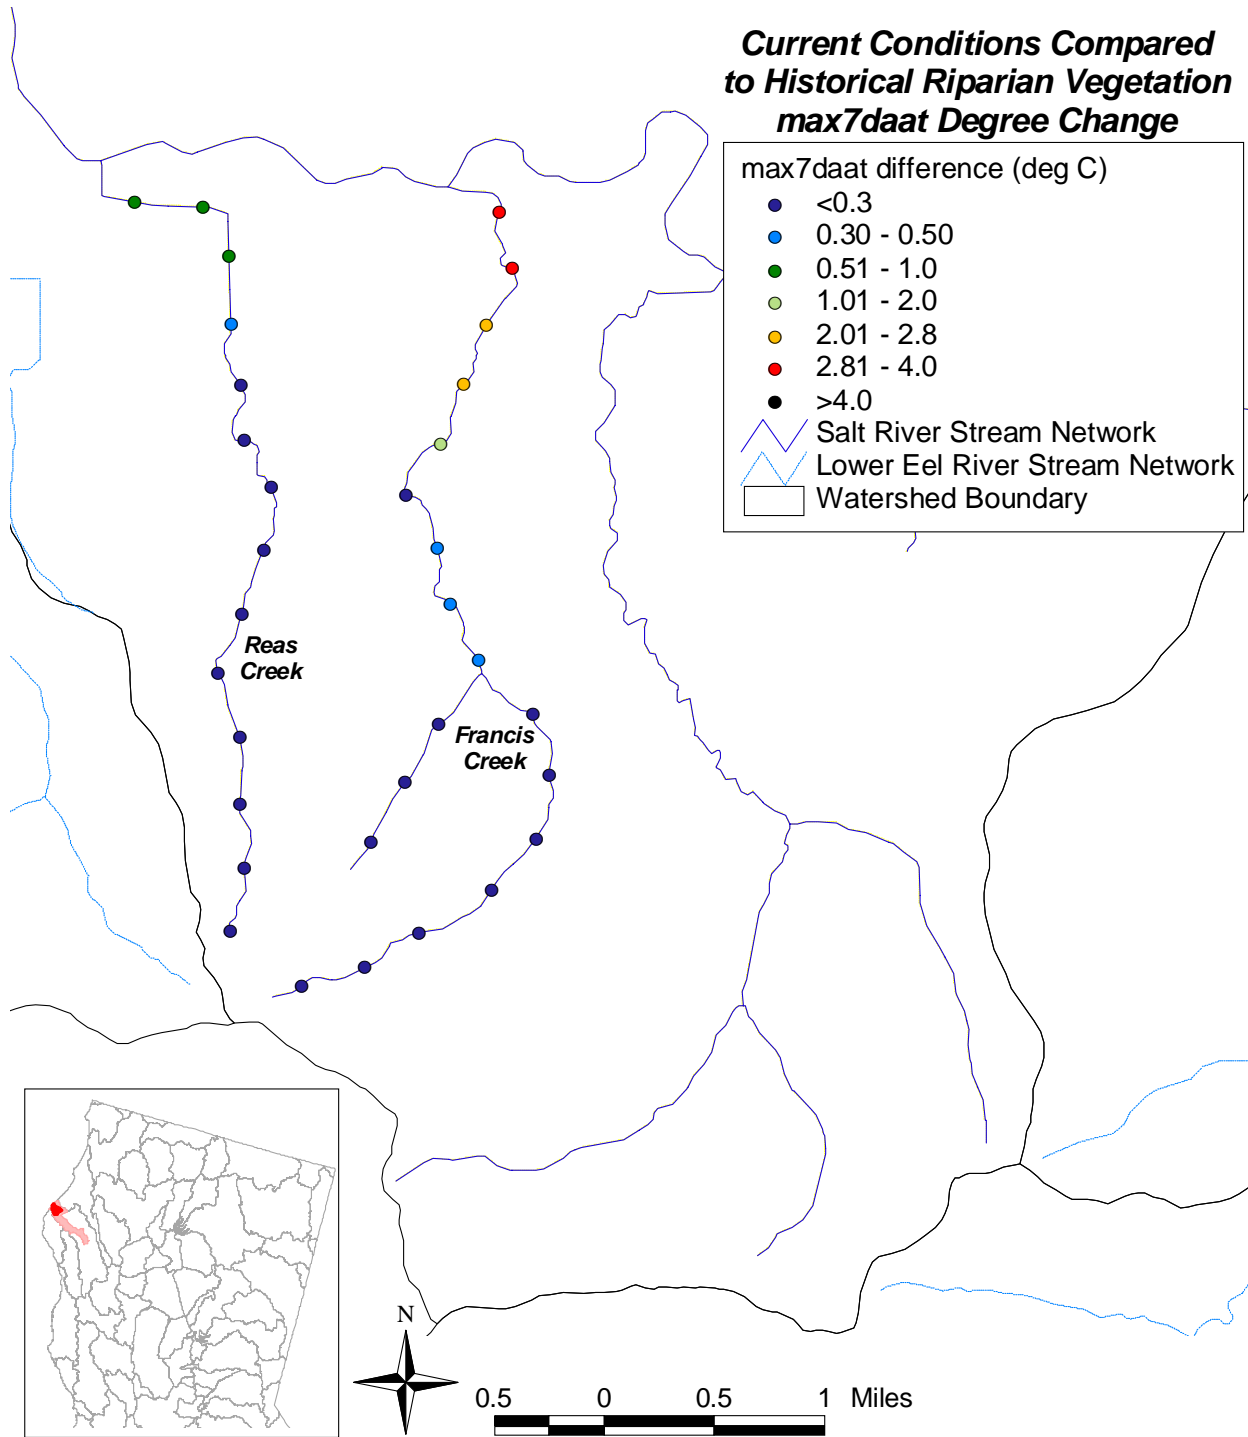 Current Conditions Compared
to Historical Riparian Vegetation
max7daat Degree Change
max7daat difference (deg C)
<0.3
0.30 - 0.50
0.51 - 1.0
1.01 - 2.0
2.01 - 2.8
2.81 - 4.0
>4.0
Salt River Stream Network
Lower Eel River Stream Network
Watershed Boundary
Reas
Creek
Francis
Creek
N
0.5 0 0.5 1 Miles